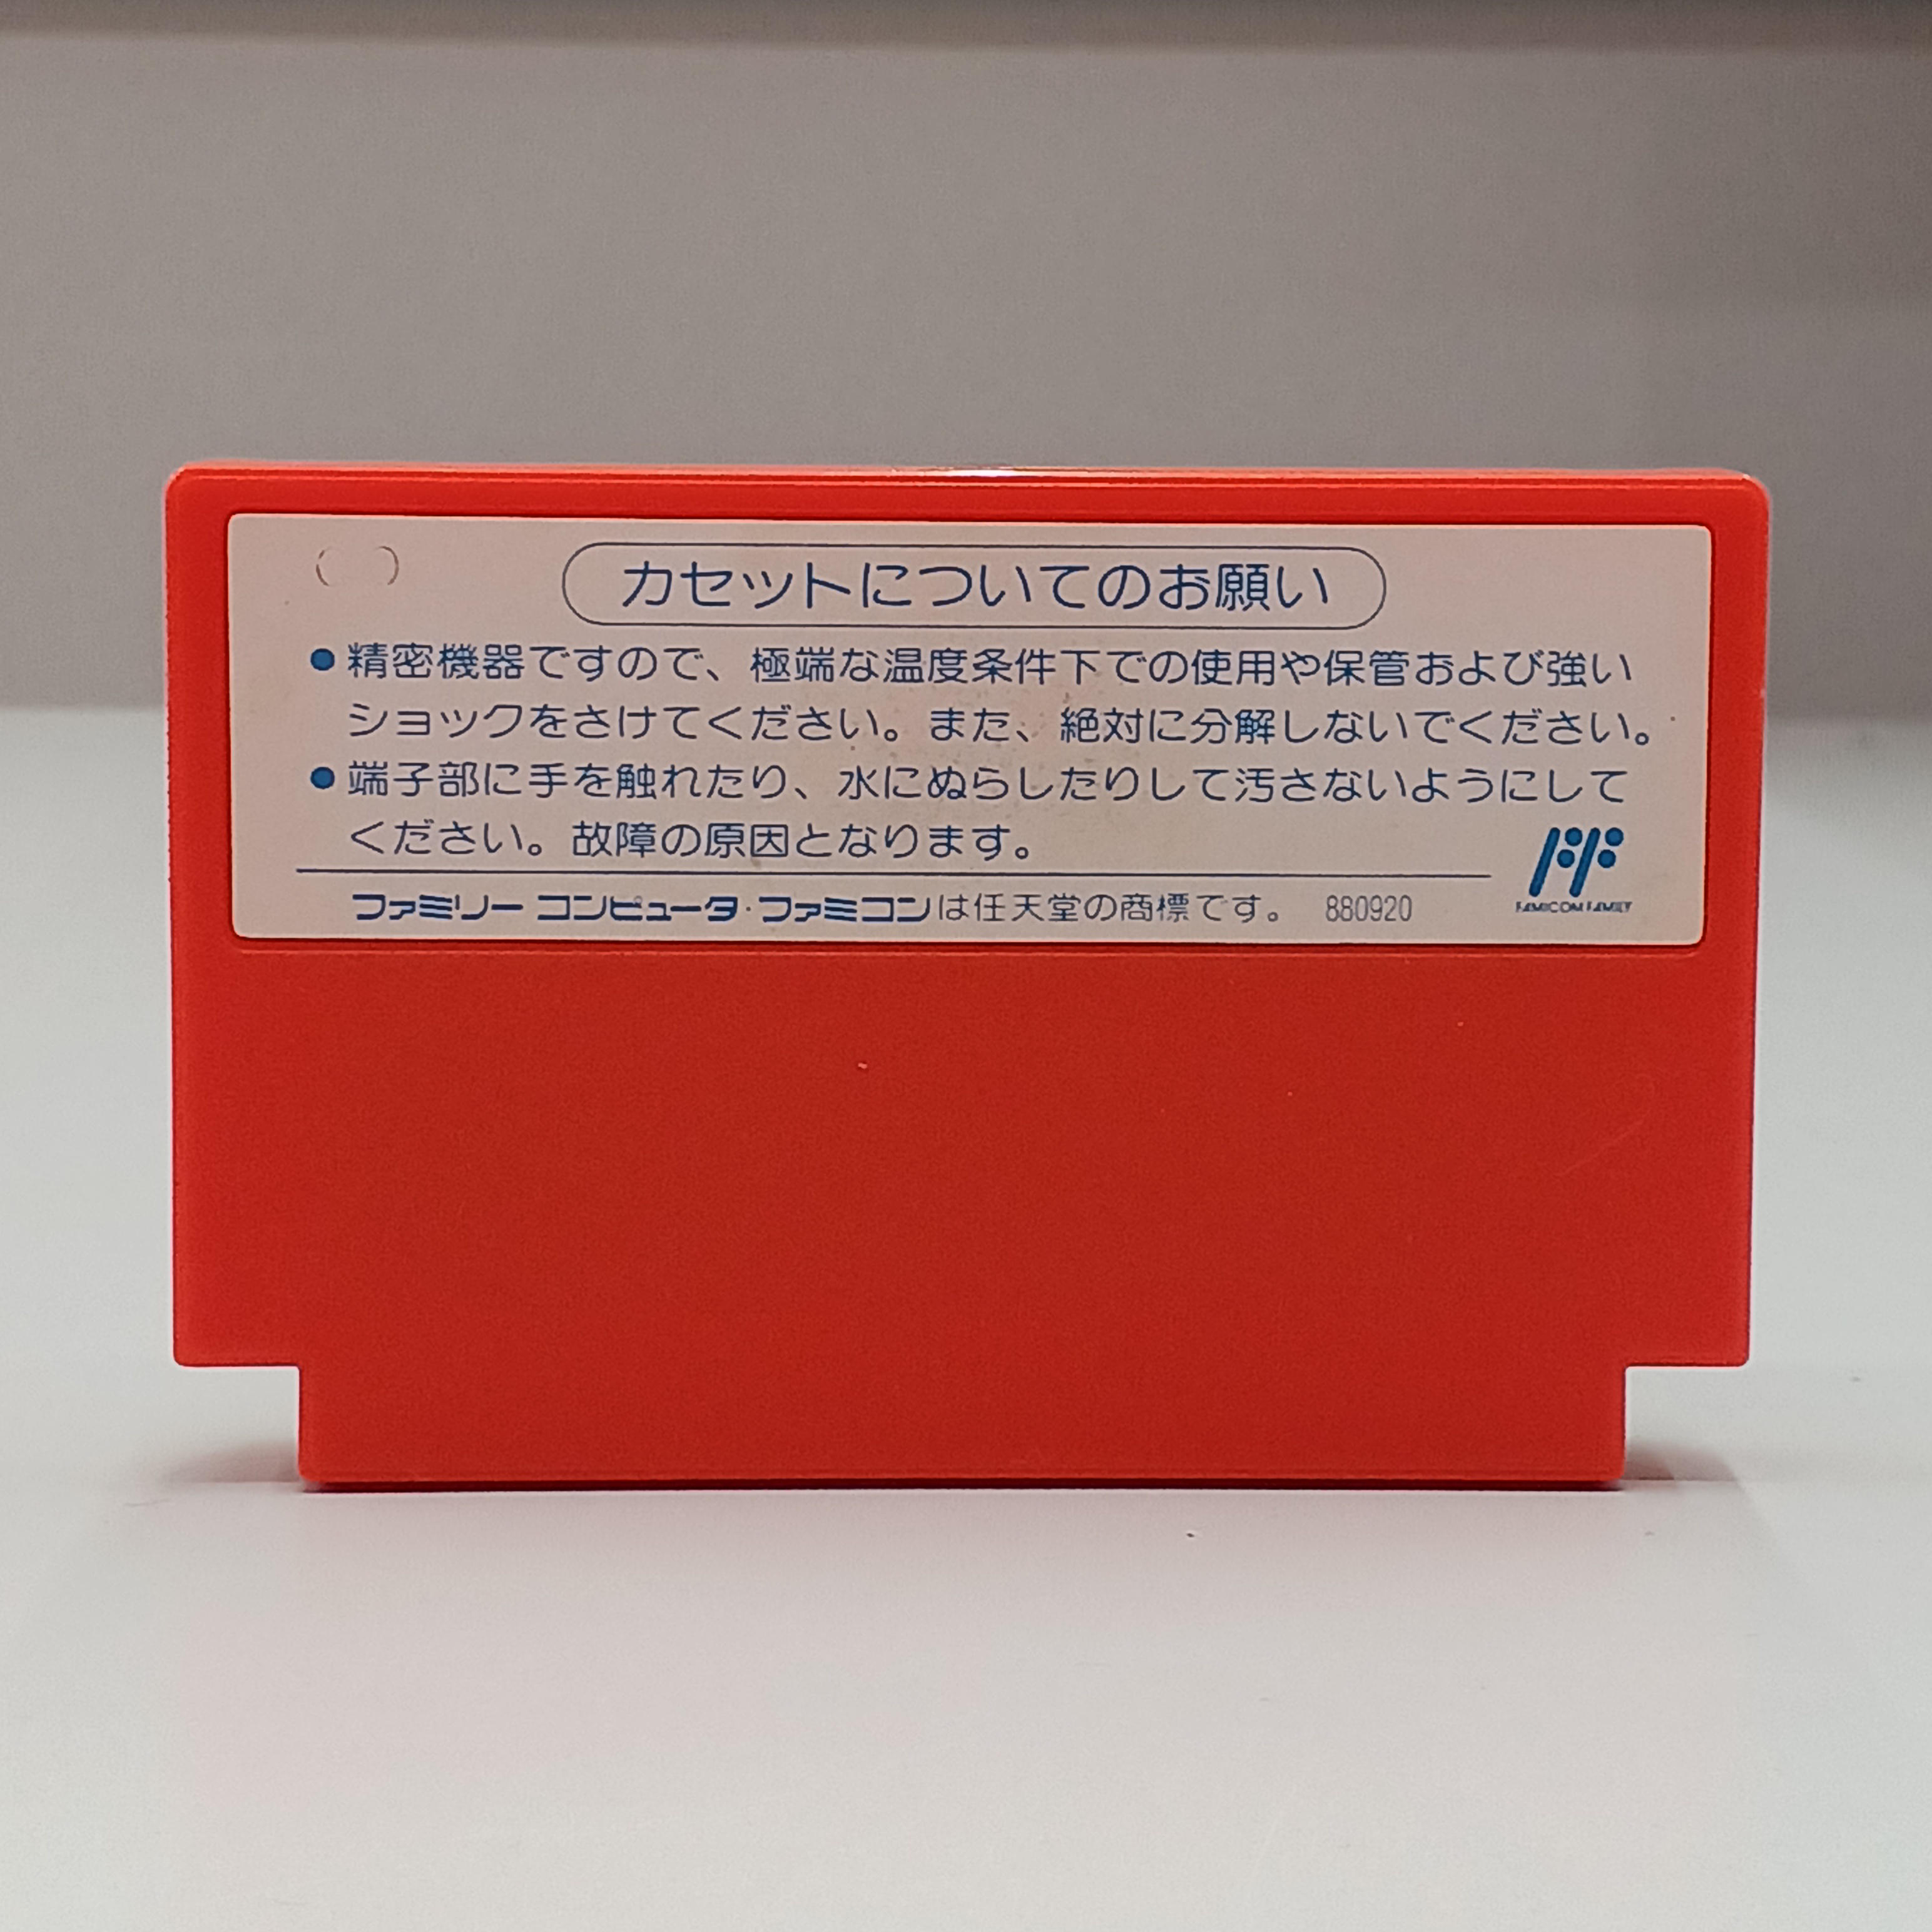 カセットについてのお願い
●精密機器ですので、極端な温度条件下での使用や保管および強い
ショックをさけてください。また、絶対に分解しないでください。
●端子部に手を触れたり、水にぬらしたりして汚さないようにして
ください。故障の原因となります。
ファミリー コンピュータ・ファミコンは任天堂の商標です。 880920
FAMICOM FAMILY